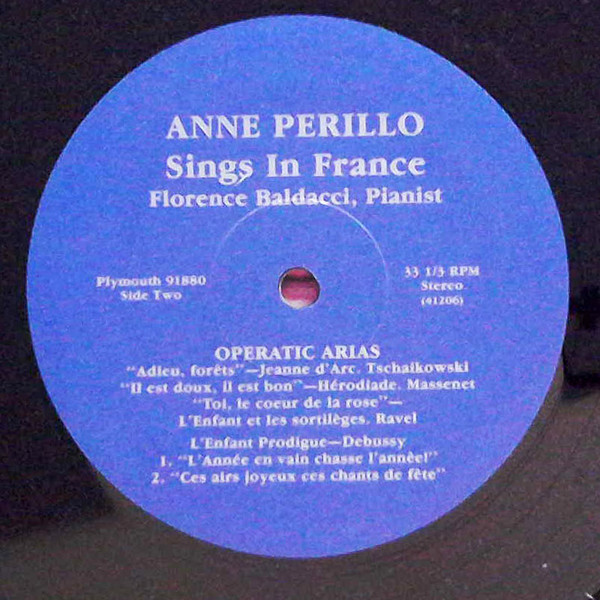 ANNE PERILLO
Sings In France
Florence Baldacci, Pianist
Plymouth 91880
Side Two
33 1/3 RPM
Stereo
(41206)
OPERATIC ARIAS
"Adieu, forêts"—Jeanne d'Arc. Tschaikowski
"Il est doux, il est bon"—Hérodiade. Massenet
"Toi, le coeur de la rose"—
L'Enfant et les sortilèges. Ravel
L'Enfant Prodigue—Debussy
1. "L'Année en vain chasse l'annèe!"
2. "Ces airs joyeux ces chants de fête"